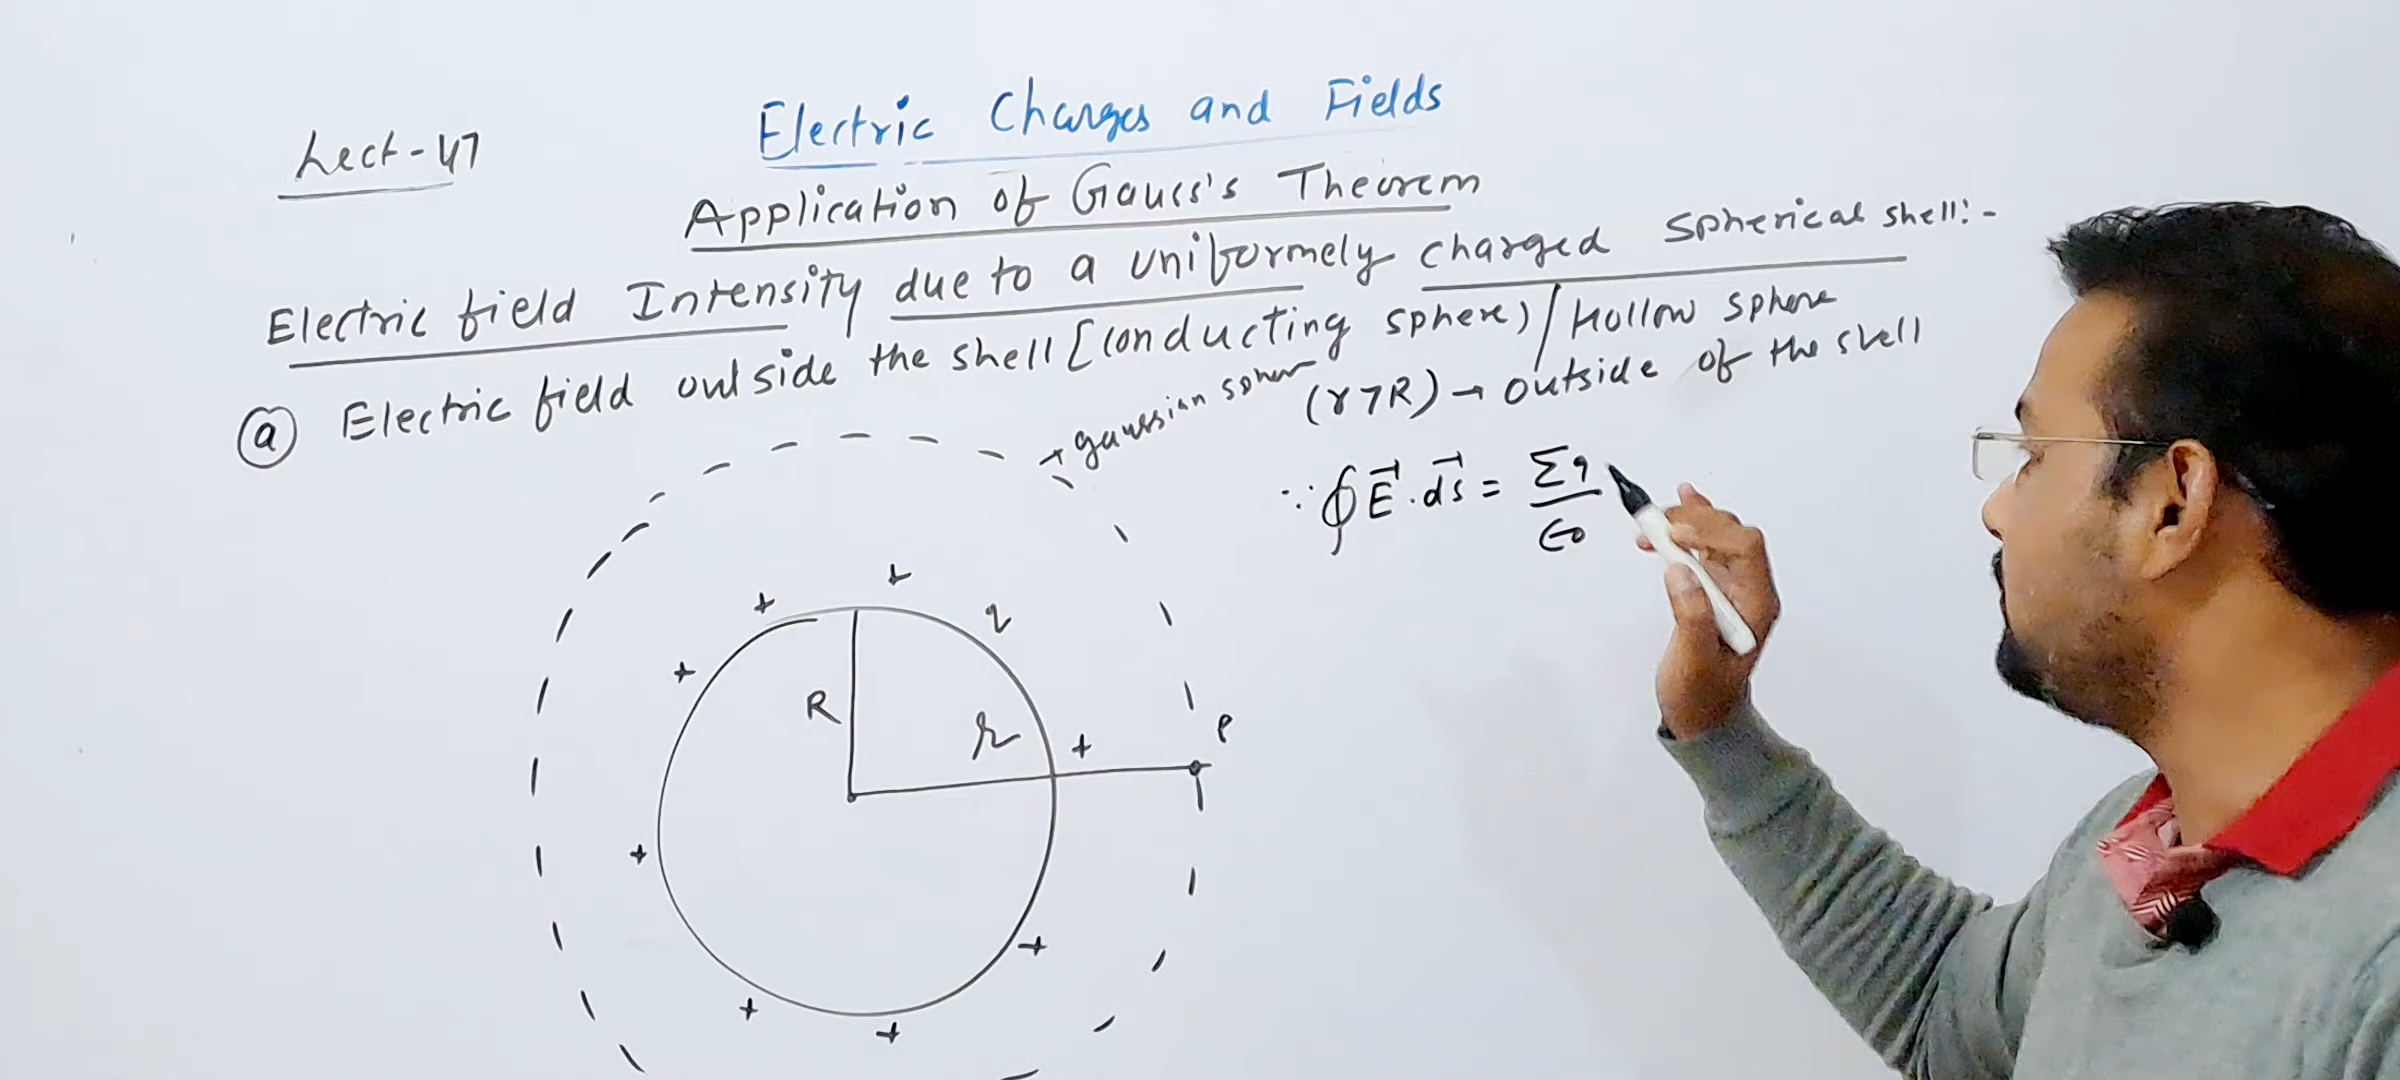 Lect-47
Electric Charges and Fields
Application of Gauss's Theorem
Electric field Intensity due to a uniformely charged spherical shell:-
(a) Electric field outside the shell [conducting sphere) / Hollow sphere
(r>R) → outside of the shell
gaussian sphere
∵ ∮ E⃗ . ds⃗ = Σq / ε0
q
R
r
P